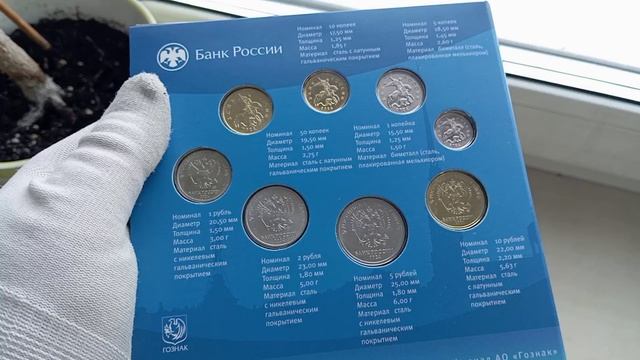 Банк России
Номинал 10 копеек
Диаметр 17,50 мм
Толщина 1,25 мм
Масса 1,85 г
Материал сталь с латунным
гальваническим покрытием
Номинал 5 копеек
Диаметр 18,50 мм
Толщина 1,45 мм
Масса 2,60 г
Материал биметалл (сталь,
плакированная мельхиором)
Номинал 50 копеек
Диаметр 19,50 мм
Толщина 1,50 мм
Масса 2,75 г
Материал сталь с латунным
гальваническим покрытием
Номинал 1 копейка
Диаметр 15,50 мм
Толщина 1,25 мм
Масса 1,50 г
Материал биметалл (сталь,
плакированная мельхиором)
Номинал 1 рубль
Диаметр 20,50 мм
Толщина 1,50 мм
Масса 3,00 г
Материал сталь
с никелевым
гальваническим
покрытием
Номинал 2 рубля
Диаметр 23,00 мм
Толщина 1,80 мм
Масса 5,00 г
Материал сталь
с никелевым
гальваническим
покрытием
Номинал 5 рублей
Диаметр 25,00 мм
Толщина 1,80 мм
Масса 6,00 г
Материал сталь
с никелевым
гальваническим
покрытием
Номинал 10 рублей
Диаметр 22,00 мм
Толщина 2,20 мм
Масса 5,63 г
Материал сталь
с латунным
гальваническим
покрытием
ГОЗНАК
АО «Гознак»